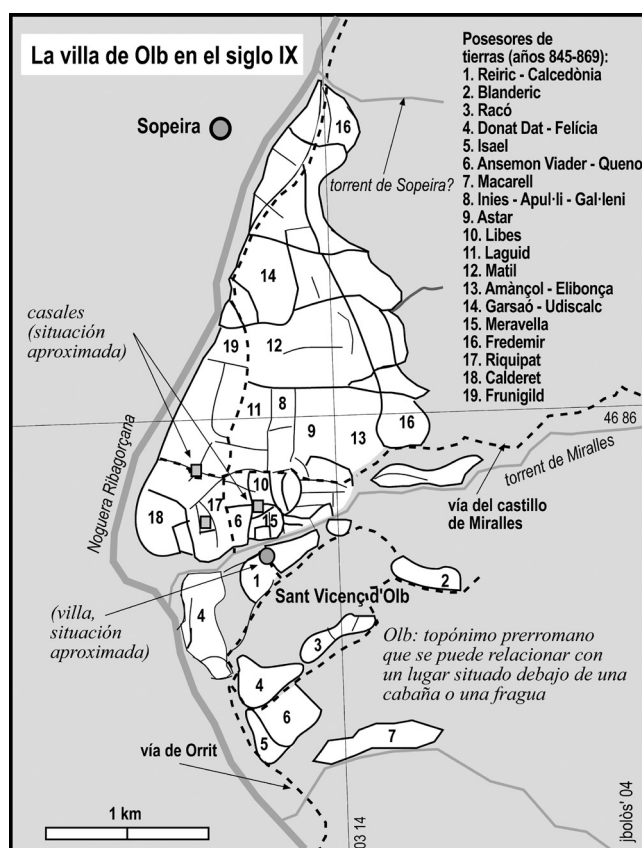 La villa de Olb en el siglo IX
Posesores de
tierras (años 845-869):
1. Reiric - Calcedònia
2. Blanderic
3. Racó
4. Donat Dat - Felícia
5. Isael
6. Ansemon Viader - Queno
7. Macarell
8. Inies - Apul·li - Gal·leni
9. Astar
10. Libes
11. Laguid
12. Matil
13. Amànçol - Elibonça
14. Garsaó - Udiscalc
15. Meravella
16. Fredemir
17. Riquipat
18. Calderet
19. Frunigild
Sopeira
16
torrent de Sopeira?
14
casales
(situación
aproximada)
19
12
11
8
9
13
16
46 86
Noguera Ribagorçana
torrent de Miralles
vía del castillo
de Miralles
10
18
17
6
15
1
2
Sant Vicenç d'Olb
(villa,
situación
aproximada)
4
3
Olb: topónimo prerromano
que se puede relacionar con
un lugar situado debajo de una
cabaña o una fragua
4
6
5
7
vía de Orrit
1 km
03 14
jbolòs' 04